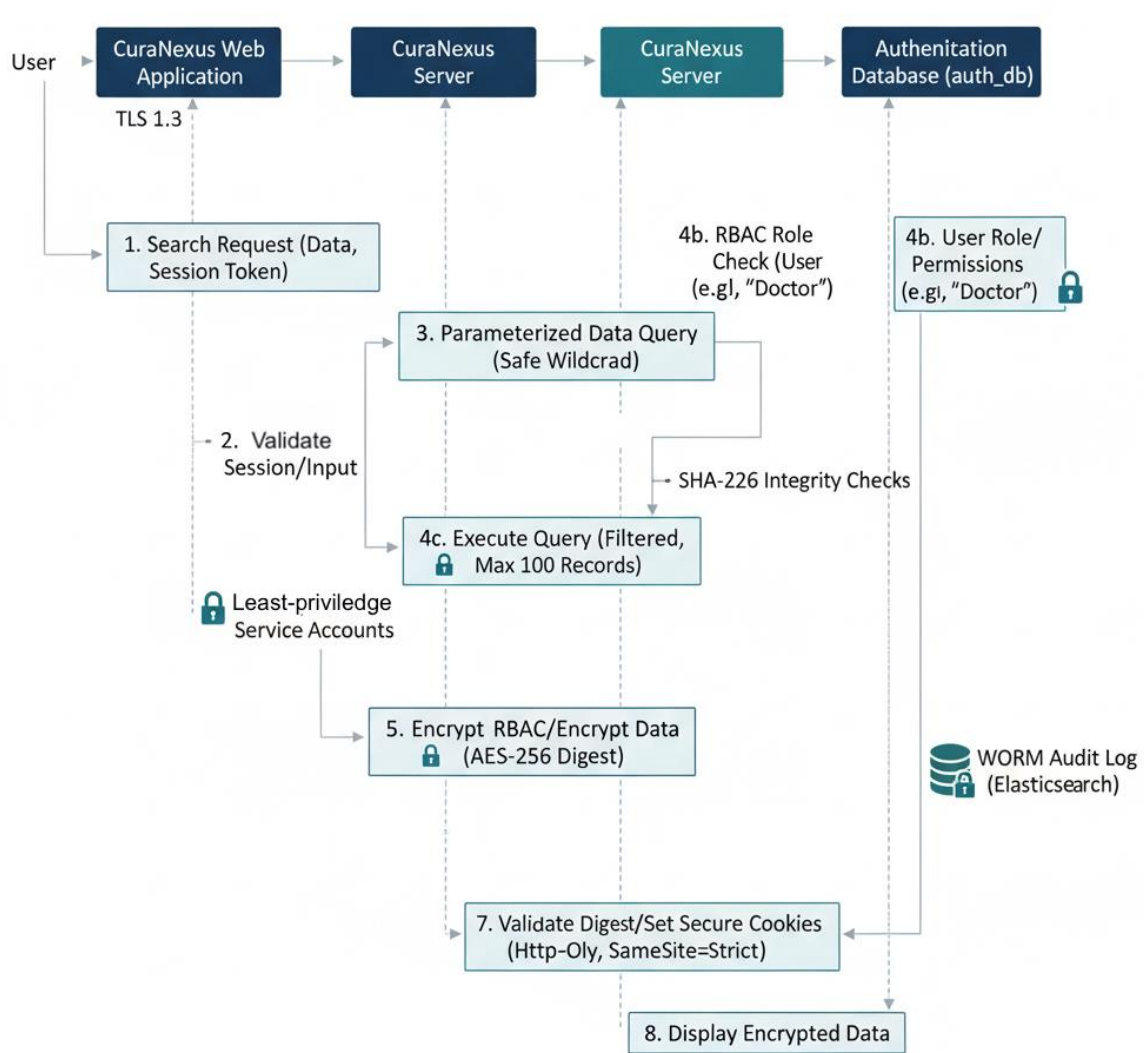 User
CuraNexus Web
Application
CuraNexus
Server
CuraNexus
Server
Authenitation
Database (auth_db)
TLS 1.3
1. Search Request (Data,
Session Token)
4b. RBAC Role
Check (User
(e.gl, "Doctor")
4b. User Role/
Permissions
(e.gi, "Doctor")
3. Parameterized Data Query
(Safe Wildcrad)
2. Validate
Session/Input
SHA-226 Integrity Checks
4c. Execute Query (Filtered,
Max 100 Records)
Least-priviledge
Service Accounts
5. Encrypt RBAC/Encrypt Data
(AES-256 Digest)
WORM Audit Log
(Elasticsearch)
7. Validate Digest/Set Secure Cookies
(Http-Oly, SameSite=Strict)
8. Display Encrypted Data